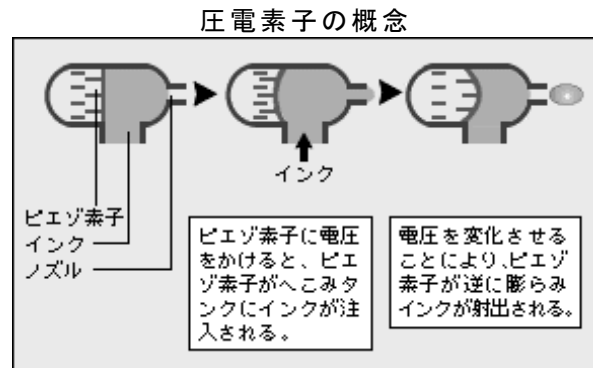 圧電素子の概念
インク
ピエゾ素子
インク
ノズル
ピエゾ素子に電圧
をかけると、ピエ
ゾ素子がへこみタ
ンクにインクが注
入される。
電圧を変化させる
ことにより、ピエゾ
素子が逆に膨らみ
インクが射出される。